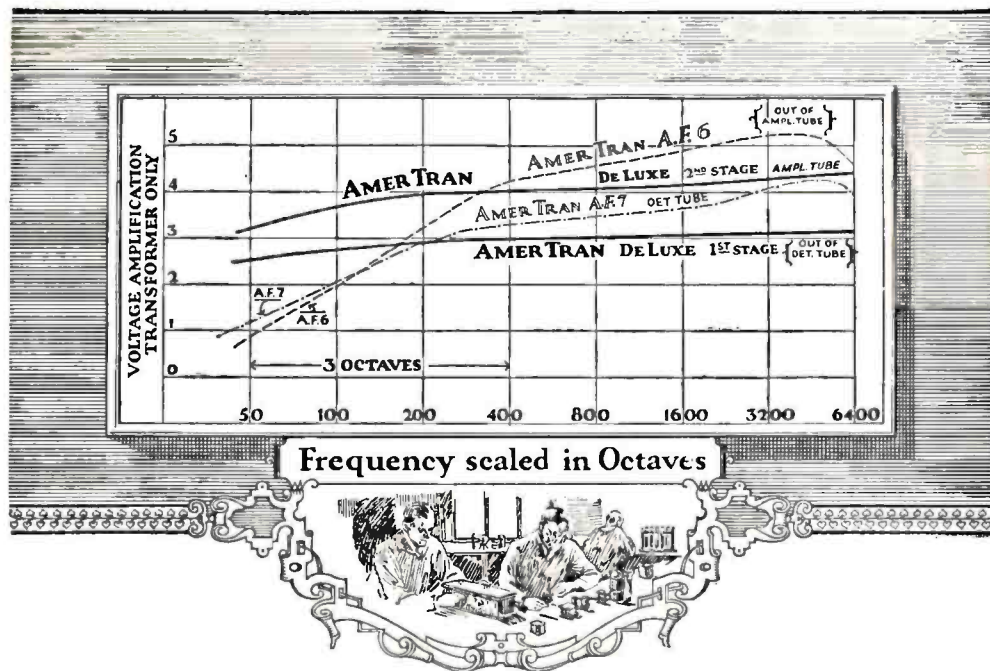 VOLTAGE AMPLIFICATION
TRANSFORMER ONLY
5
4
3
2
1
0
{OUT OF
AMPL. TUBE}
AMERTRAN A.F. 6
DE LUXE 2ND STAGE AMPL. TUBE
AMERTRAN
AMERTRAN A.F. 7 DET TUBE
AMERTRAN DE LUXE 1ST STAGE {OUT OF
DET. TUBE}
A.F.7
A.F.6
3 OCTAVES
50 100 200 400 800 1600 3200 6400
Frequency scaled in Octaves